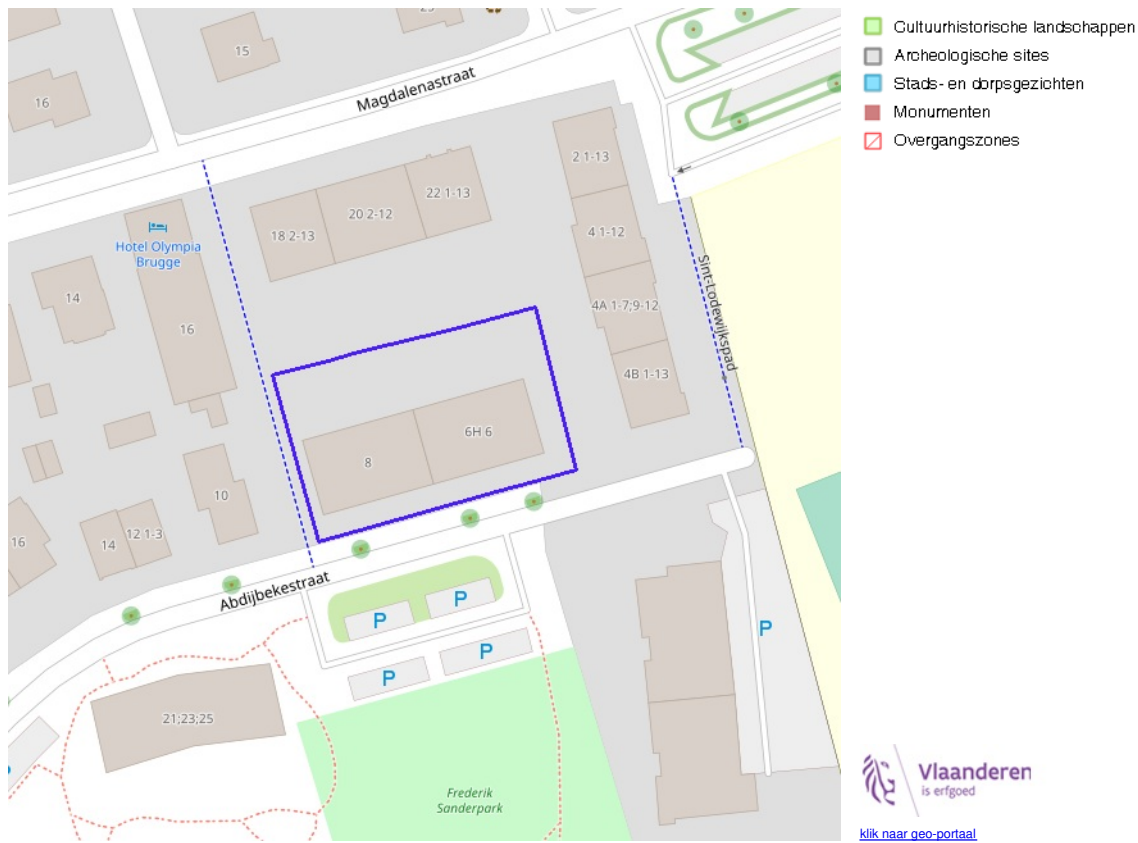 15
16
Magdalenastraat
2 1-13
22 1-13
20 2-12
18 2-13
4 1-12
Hotel Olympia
Brugge
14
16
4A 1-7;9-12
Sint-Lodewijkspad
4B 1-13
6H 6
8
10
12 1-3
14
16
Abdijbekestraat
P
P
P
P
P
21;23;25
Frederik
Sanderpark
Cultuurhistorische landschappen
Archeologische sites
Stads- en dorpsgezichten
Monumenten
Overgangszones
Vlaanderen
is erfgoed
klik naar geo-portaal